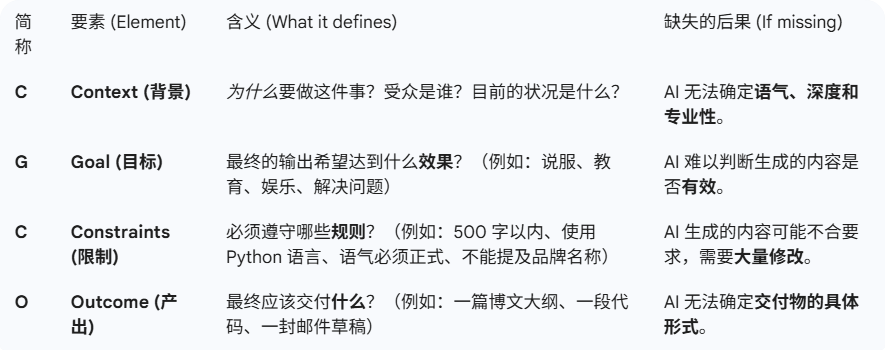 简称 要素 (Element) 含义 (What it defines) 缺失的后果 (If missing)
C Context (背景) 为什么要做这件事？受众是谁？目前的状况是什么？ AI 无法确定语气、深度和专业性。
G Goal (目标) 最终的输出希望达到什么效果？（例如：说服、教育、娱乐、解决问题） AI 难以判断生成的内容是否有效。
C Constraints (限制) 必须遵守哪些规则？（例如：500 字以内、使用 Python 语言、语气必须正式、不能提及品牌名称） AI 生成的内容可能不合要求，需要大量修改。
O Outcome (产出) 最终应该交付什么？（例如：一篇博文大纲、一段代码、一封邮件草稿） AI 无法确定交付物的具体形式。